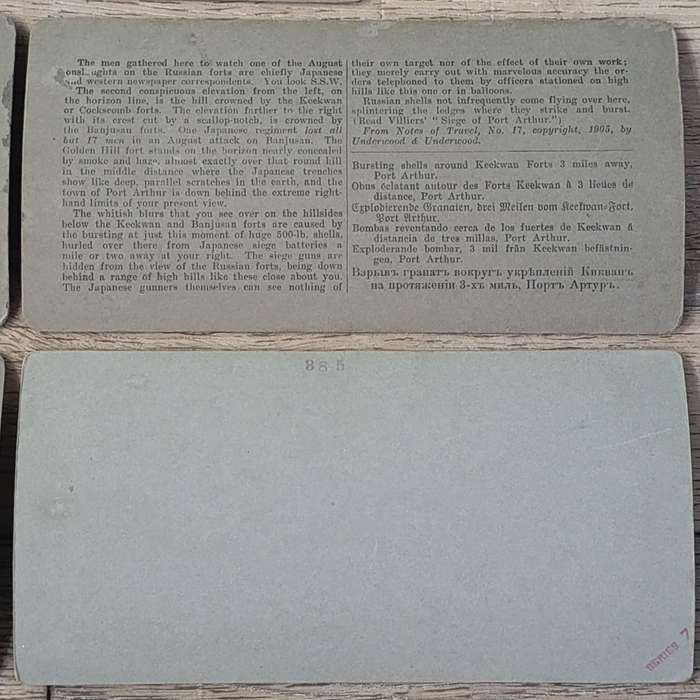 The men gathered here to watch one of the August
onslaughts on the Russian forts are chiefly Japanese
and western newspaper correspondents. You look S.S.W.
The second conspicuous elevation from the left, on
the horizon line, is the hill crowned by the Keekwan
or Cockscomb forts. The elevation further to the right
with its crest cut by a scallop-notch, is crowned by
the Banjusan forts. One Japanese regiment lost all
but 17 men in an August attack on Banjusan. The
Golden Hill fort stands on the horizon nearly concealed
by smoke and haze, almost exactly over that round hill
in the middle distance where the Japanese trenches
show like deep, parallel scratches in the earth, and the
town of Port Arthur is down behind the extreme right-
hand limits of your present view.
The whitish blurs that you see over on the hillsides
below the Keekwan and Banjusan forts are caused by
the bursting at just this moment of huge 500-lb. shells,
hurled over there from Japanese siege batteries a
mile or two away at your right. The siege guns are
hidden from the view of the Russian forts, being down
behind a range of high hills like these close about you.
The Japanese gunners themselves can see nothing of
their own target nor of the effect of their own work;
they merely carry out with marvelous accuracy the or-
ders telephoned to them by officers stationed on high
hills like this one or in balloons.
Russian shells not infrequently come flying over here,
splintering the ledges where they strike and burst.
(Read Villiers' "Siege of Port Arthur.")
From Notes of Travel, No. 17, copyright, 1905, by
Underwood & Underwood.
Bursting shells around Keekwan Forts 3 miles away,
Port Arthur.
Obus éclatant autour des Forts Keekwan à 3 lieues de
distance, Port Arthur.
Explodierende Granaten, drei Meilen vom Keekwan-Fort,
Port Arthur.
Bombas reventando cerca de los fuertes de Keekwan á
distancia de tres millas, Port Arthur.
Exploderande bombar, 3 mil från Keekwan befästnin-
gen, Port Arthur.
Взрывъ гранатъ вокругъ укрѣпленій Кикванъ
на протяженіи 3-хъ миль, Портъ Артуръ.
385
SERIES 7